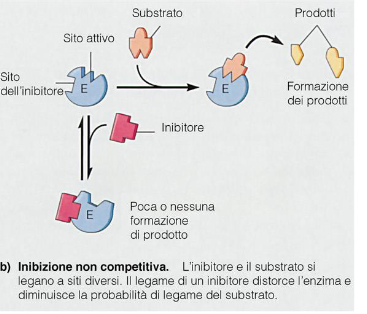 Substrato
Prodotti
Sito attivo
Sito
dell'inibitore
E
E
Formazione
dei prodotti
Inibitore
E
Poca o nessuna
formazione
di prodotto
b) Inibizione non competitiva. L'inibitore e il substrato si
legano a siti diversi. Il legame di un inibitore distorce l'enzima e
diminuisce la probabilità di legame del substrato.